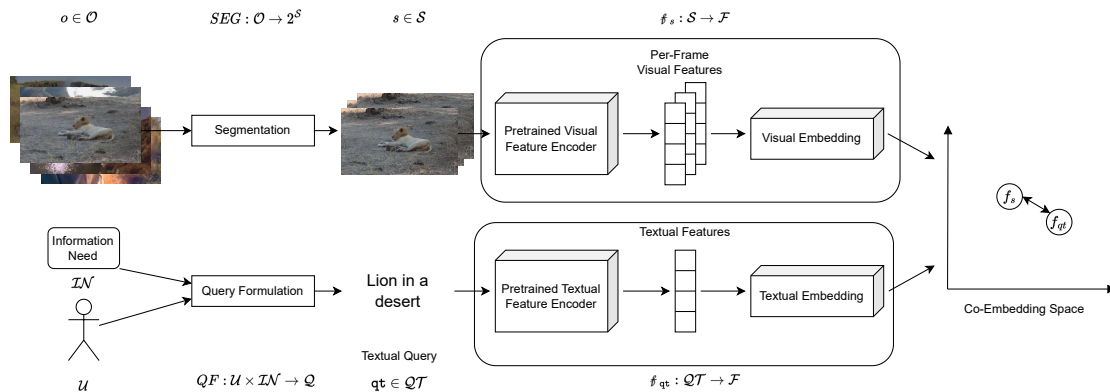 o ∈ 𝒪
SEG : 𝒪 → 2^𝒮
s ∈ 𝒮
𝒇_s : 𝒮 → ℱ
Per-Frame
Visual Features
Segmentation
Pretrained Visual
Feature Encoder
Visual Embedding
f_s
f_qt
Co-Embedding Space
Information
Need
ℐ𝒩
Query Formulation
Lion in a
desert
Textual Features
Pretrained Textual
Feature Encoder
Textual Embedding
Textual Query
𝒰
QF : 𝒰 × ℐ𝒩 → 𝒬
qt ∈ 𝒬𝒯
𝒇_qt : 𝒬𝒯 → ℱ